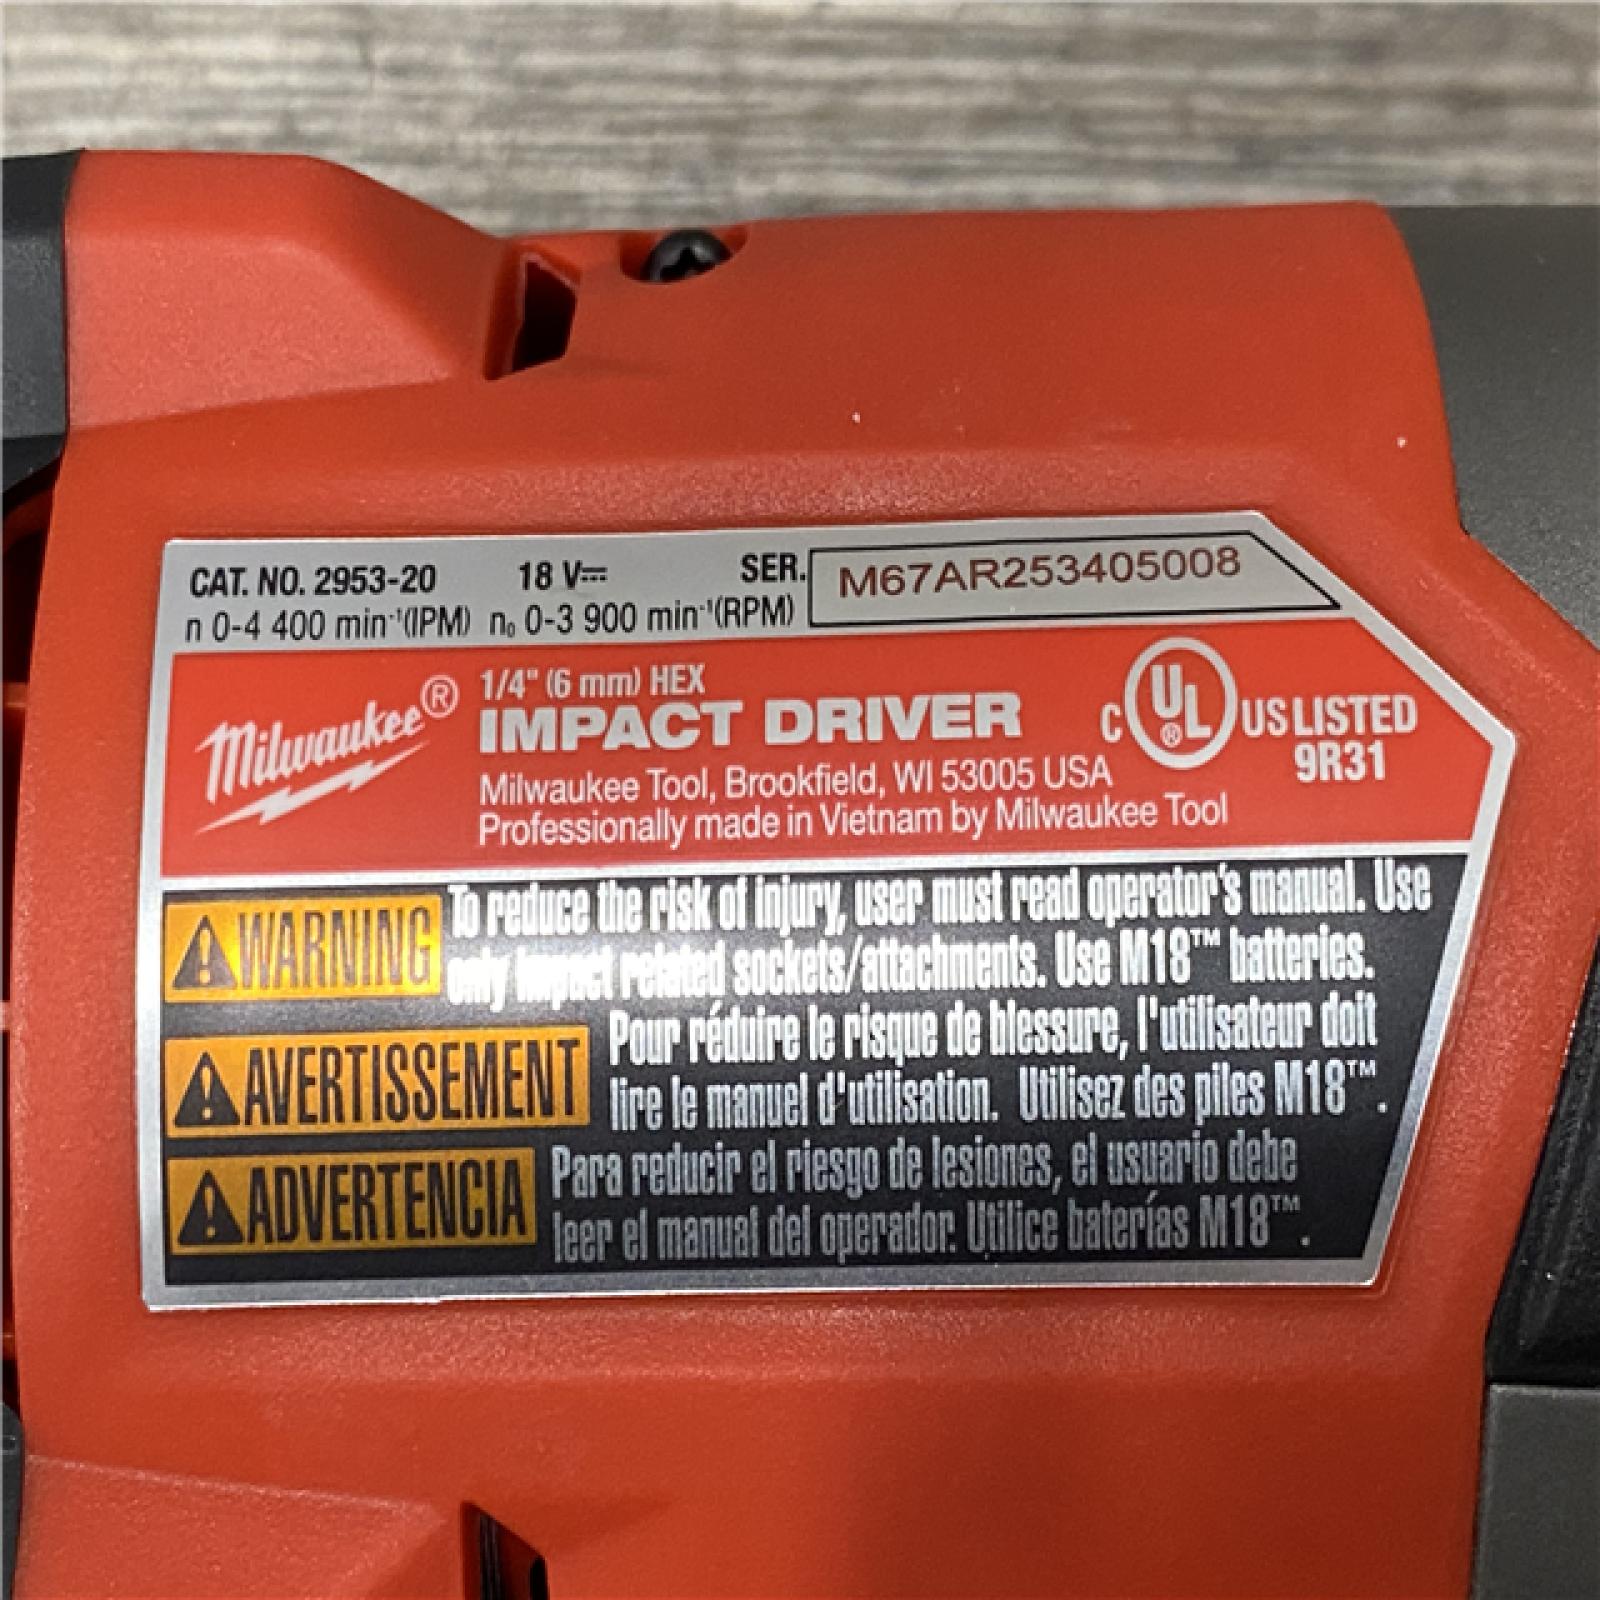 CAT. NO. 2953-20 18 V⎓ SER. M67AR253405008
n 0-4 400 min⁻¹(IPM) n₀ 0-3 900 min⁻¹(RPM)
Milwaukee®
1/4" (6 mm) HEX
IMPACT DRIVER
Milwaukee Tool, Brookfield, WI 53005 USA
Professionally made in Vietnam by Milwaukee Tool
C UL® US LISTED
9R31
WARNING To reduce the risk of injury, user must read operator's manual. Use
only impact related sockets/attachments. Use M18™ batteries.
AVERTISSEMENT Pour réduire le risque de blessure, l'utilisateur doit
lire le manuel d'utilisation. Utilisez des piles M18™ .
ADVERTENCIA Para reducir el riesgo de lesiones, el usuario debe
leer el manual del operador. Utilice baterías M18™ .